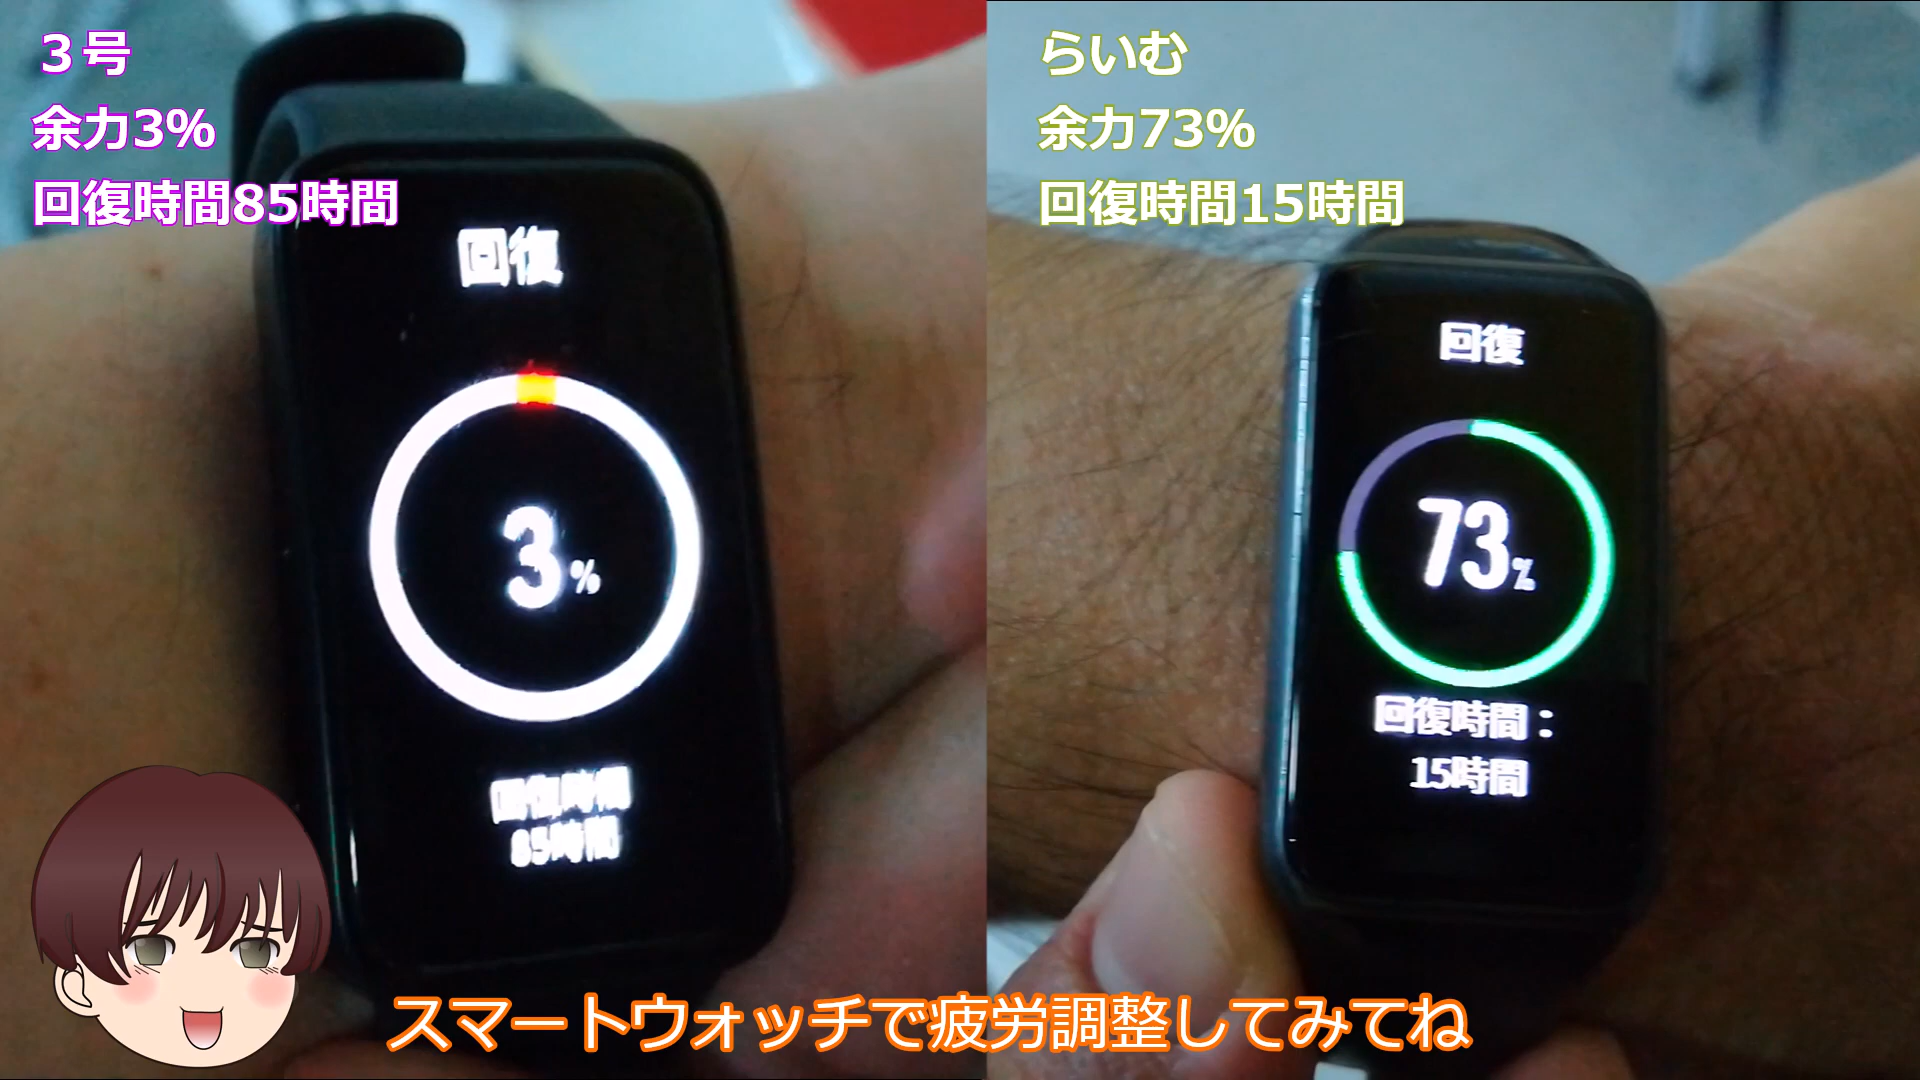 ３号
余力3%
回復時間85時間
回復
3%
回復時間
85時間
らいむ
余力73%
回復時間15時間
回復
73%
回復時間：
15時間
スマートウォッチで疲労調整してみてね